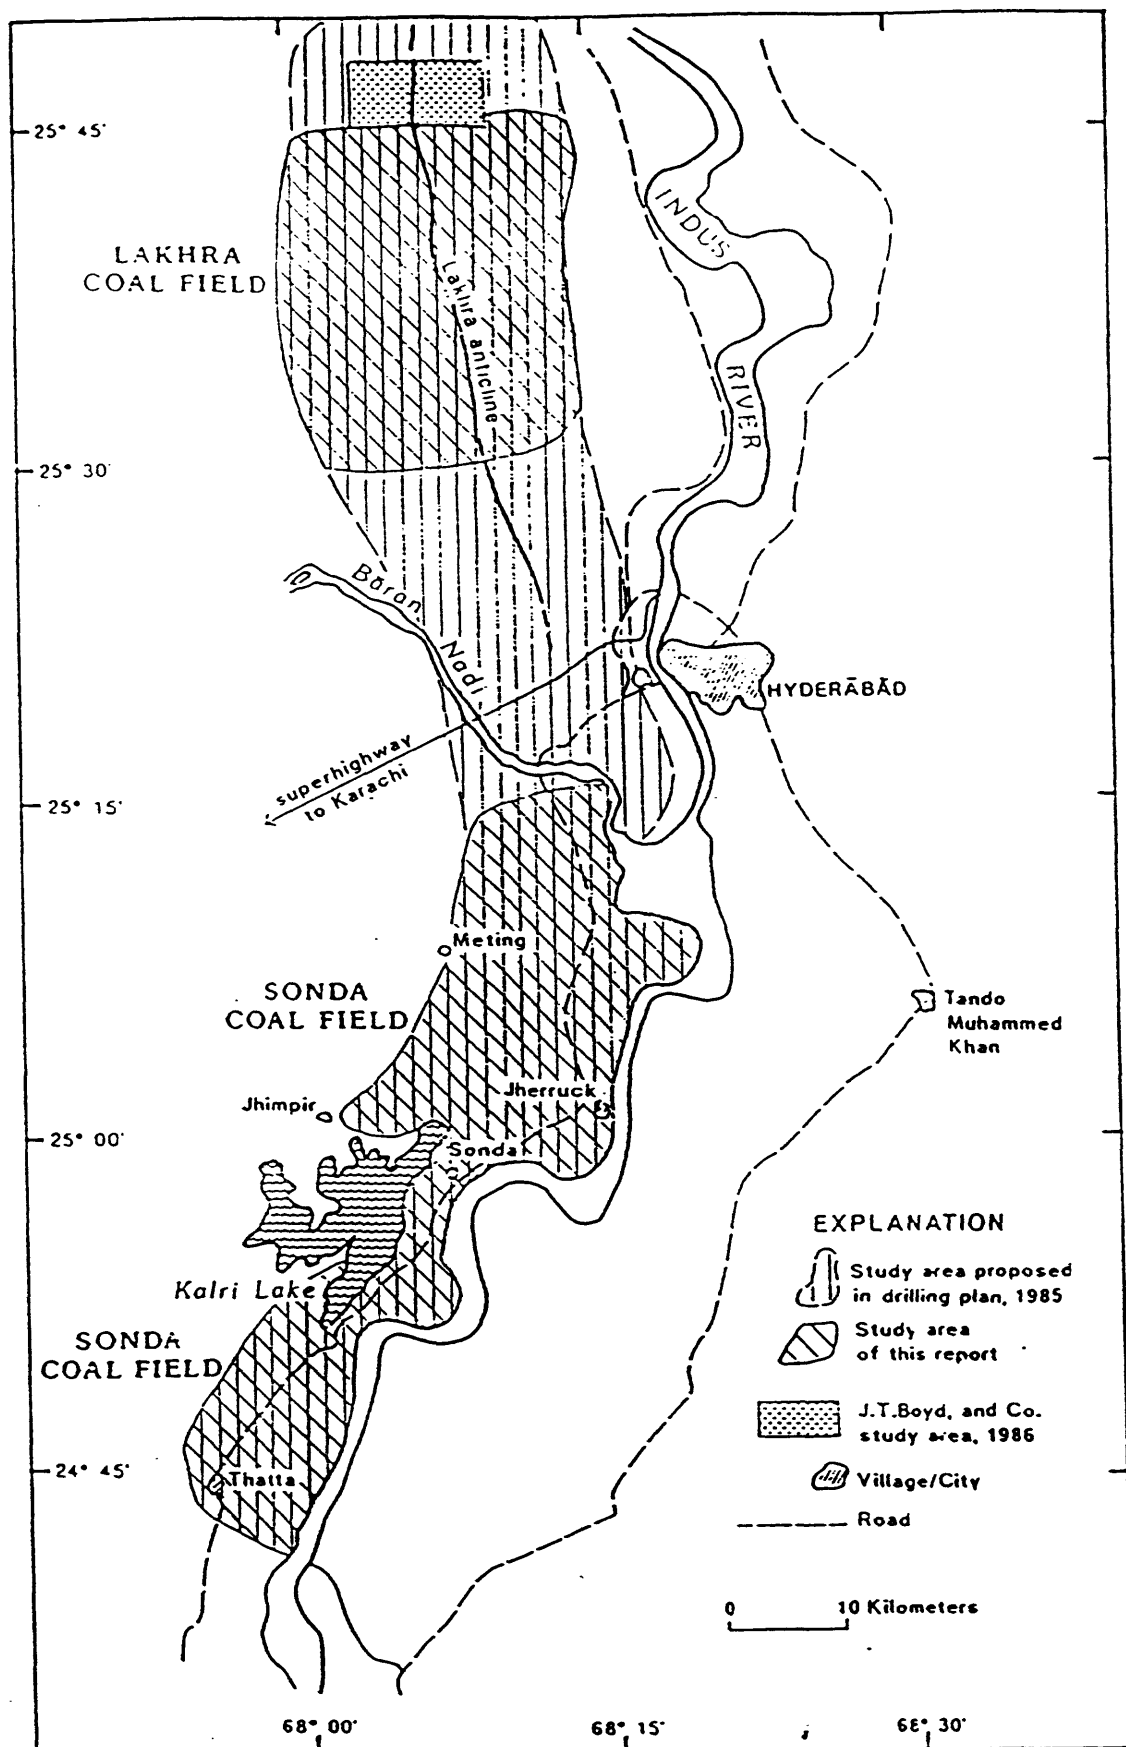 25° 45'
INDUS
LAKHRA
COAL FIELD
Lakhra anticline
RIVER
25° 30'
Bāran
Nadi
HYDERĀBĀD
superhighway
to Karachi
25° 15'
Meting
SONDA
COAL FIELD
Tando
Muhammed
Khan
Jherruck
Jhimpir
25° 00'
Sonda
EXPLANATION
Study area proposed
in drilling plan, 1985
Kalri Lake
Study area
of this report
SONDA
COAL FIELD
J.T.Boyd, and Co.
study area, 1986
24° 45'
Thatta
Village/City
Road
0 10 Kilometers
68° 00' 68° 15' 68° 30'